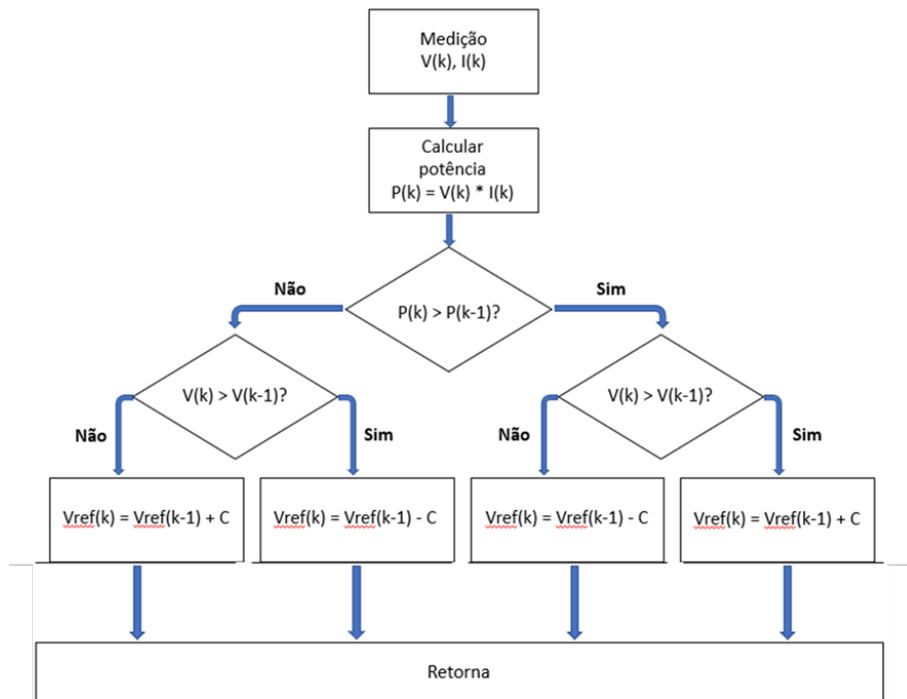 Medição
V(k), I(k)
Calcular
potência
P(k) = V(k) * I(k)
Não
Sim
P(k) > P(k-1)?
V(k) > V(k-1)?
V(k) > V(k-1)?
Não
Sim
Não
Sim
Vref(k) = Vref(k-1) + C
Vref(k) = Vref(k-1) - C
Vref(k) = Vref(k-1) - C
Vref(k) = Vref(k-1) + C
Retorna